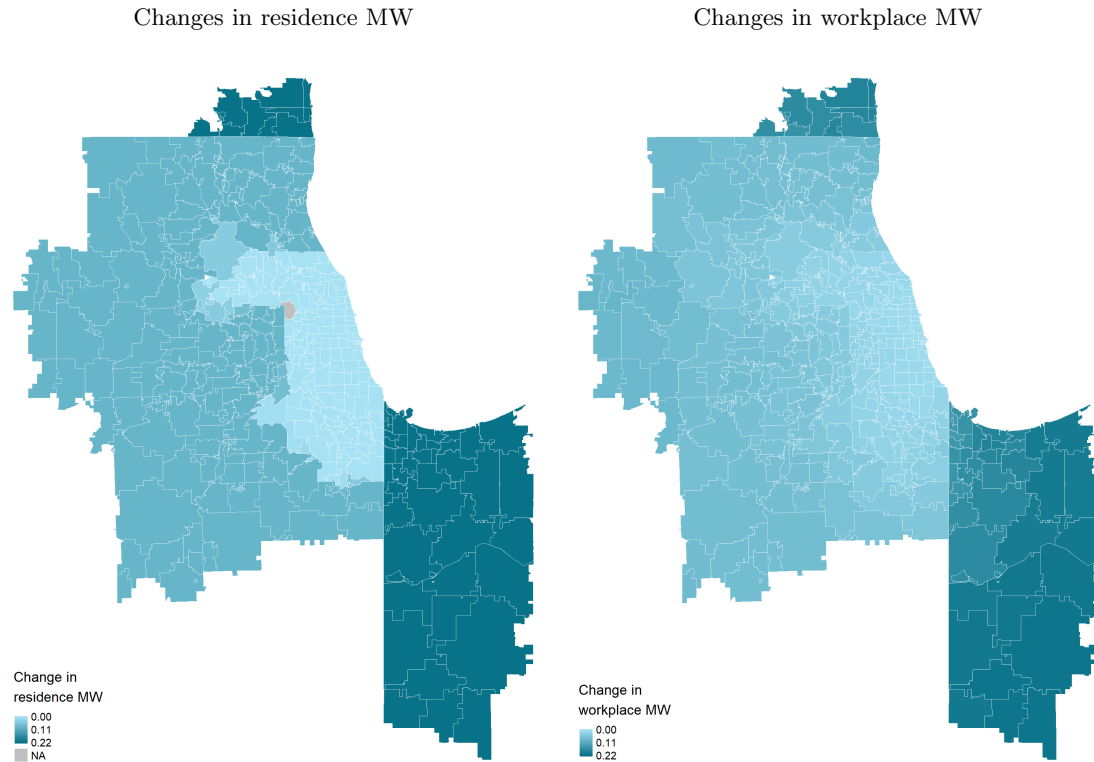 Changes in residence MW
Changes in workplace MW
Change in
residence MW
0.00
0.11
0.22
NA
Change in
workplace MW
0.00
0.11
0.22